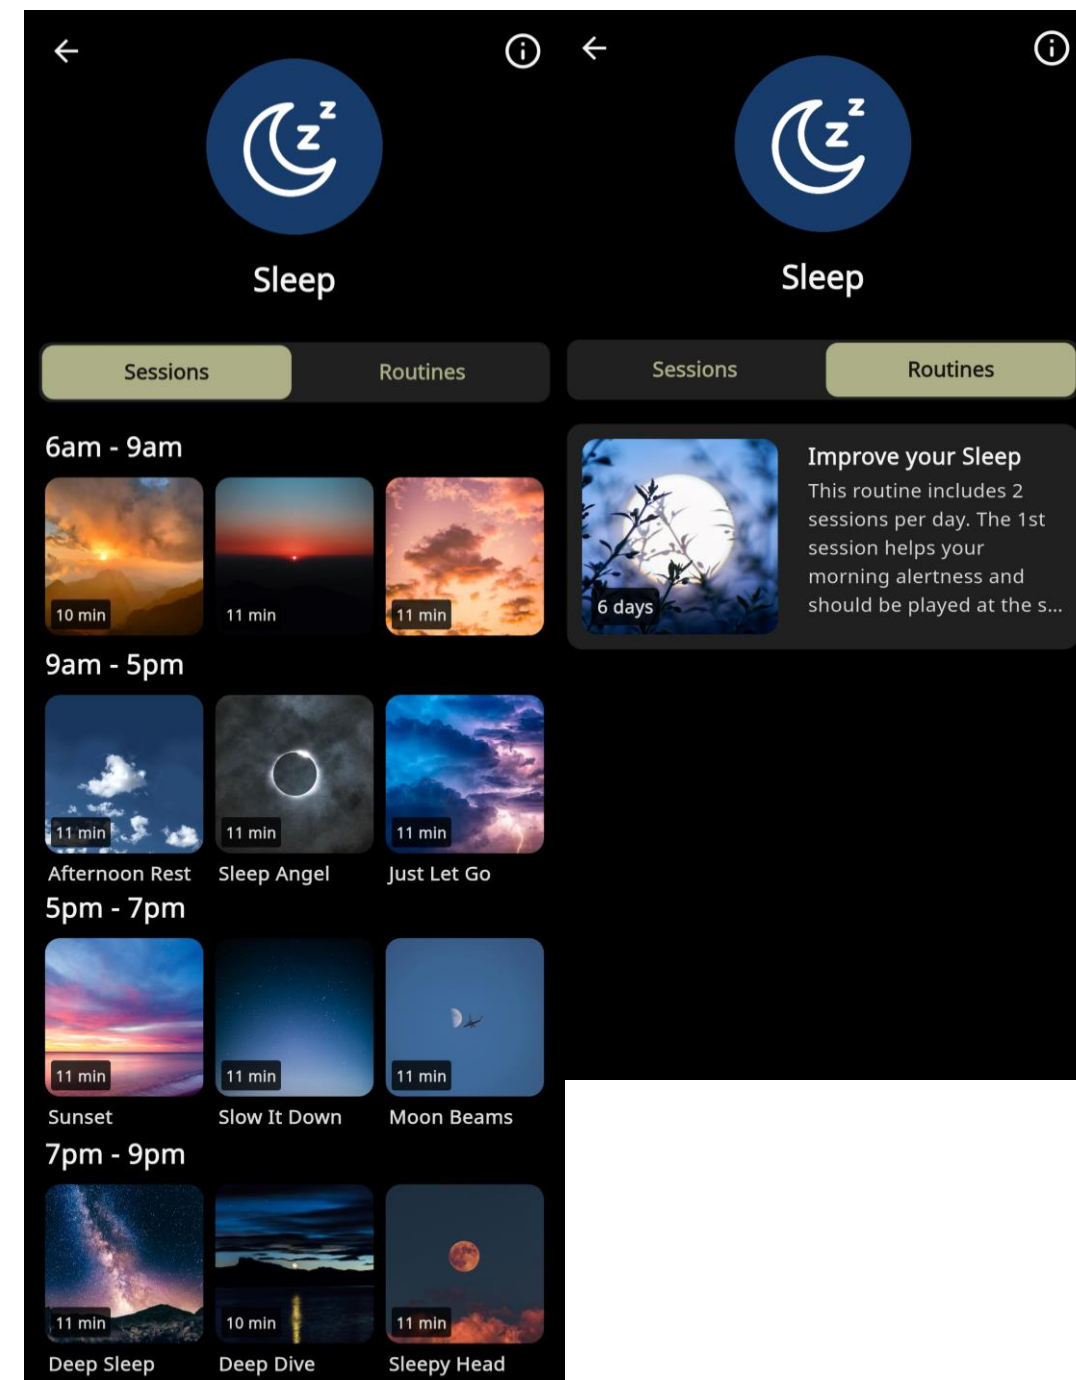 z z
Sleep
Sessions Routines
6am - 9am
10 min 11 min 11 min
9am - 5pm
11 min 11 min 11 min
Afternoon Rest Sleep Angel Just Let Go
5pm - 7pm
11 min 11 min 11 min
Sunset Slow It Down Moon Beams
7pm - 9pm
11 min 10 min 11 min
Deep Sleep Deep Dive Sleepy Head
z z
Sleep
Sessions Routines
Improve your Sleep
This routine includes 2
sessions per day. The 1st
session helps your
morning alertness and
should be played at the s...
6 days